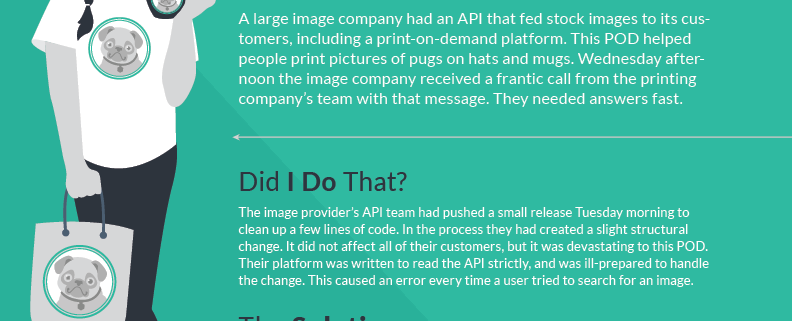 A large image company had an API that fed stock images to its cus-
tomers, including a print-on-demand platform. This POD helped
people print pictures of pugs on hats and mugs. Wednesday after-
noon the image company received a frantic call from the printing
company's team with that message. They needed answers fast.
Did I Do That?
The image provider's API team had pushed a small release Tuesday morning to
clean up a few lines of code. In the process they had created a slight structural
change. It did not affect all of their customers, but it was devastating to this POD.
Their platform was written to read the API strictly, and was ill-prepared to handle
the change. This caused an error every time a user tried to search for an image.